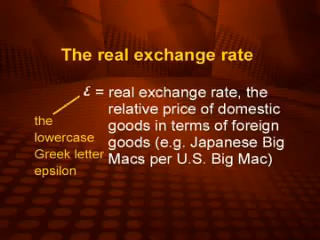 The real exchange rate
ε = real exchange rate, the
relative price of domestic
goods in terms of foreign
goods (e.g. Japanese Big
Macs per U.S. Big Mac)
the
lowercase
Greek letter
epsilon